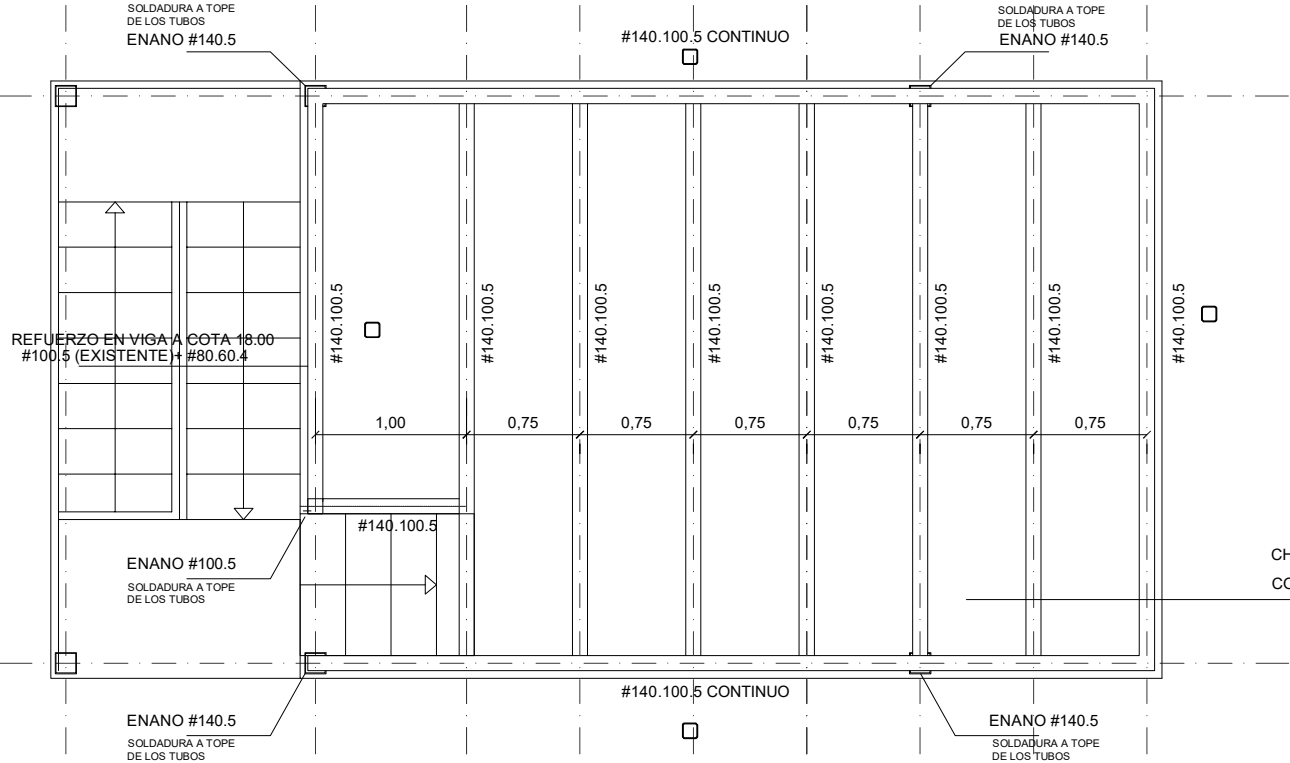 SOLDADURA A TOPE
DE LOS TUBOS
ENANO #140.5
#140.100.5 CONTINUO
SOLDADURA A TOPE
DE LOS TUBOS
ENANO #140.5
#140.100.5
#140.100.5
#140.100.5
#140.100.5
#140.100.5
#140.100.5
#140.100.5
#140.100.5
REFUERZO EN VIGA A COTA 18.00
#100.5 (EXISTENTE)+ #80.60.4
1,00
0,75
0,75
0,75
0,75
0,75
0,75
#140.100.5
ENANO #100.5
SOLDADURA A TOPE
DE LOS TUBOS
CH
CO
#140.100.5 CONTINUO
ENANO #140.5
SOLDADURA A TOPE
DE LOS TUBOS
ENANO #140.5
SOLDADURA A TOPE
DE LOS TUBOS